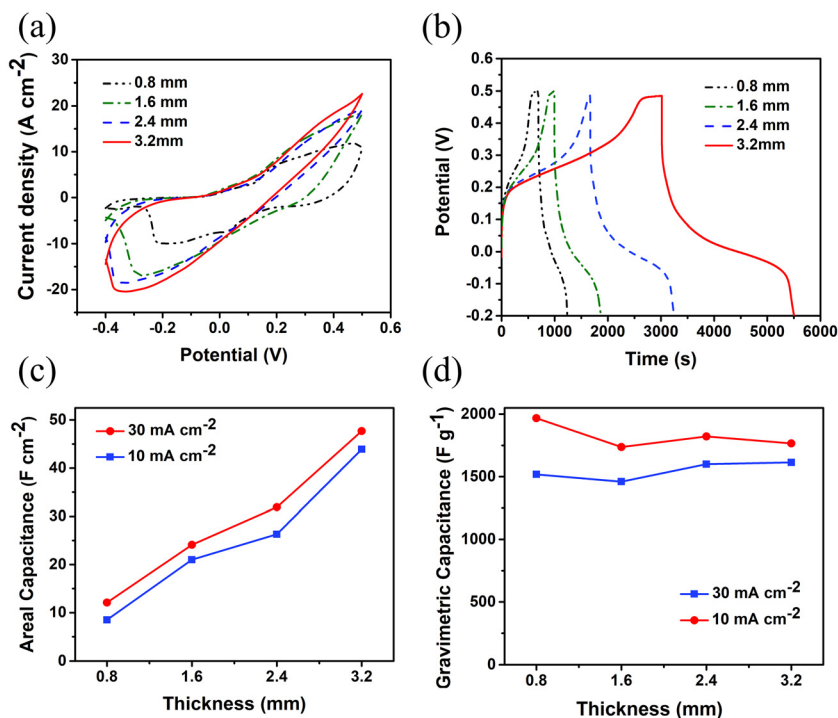 (a)
30
20
10
0
-10
-20
-0.4 -0.2 0.0 0.2 0.4 0.6
Current density (A cm-2)
Potential (V)
0.8 mm
1.6 mm
2.4 mm
3.2mm
(b)
0.6
0.5
0.4
0.3
0.2
0.1
0.0
-0.1
-0.2
0 1000 2000 3000 4000 5000 6000
Potential (V)
Time (s)
0.8 mm
1.6 mm
2.4 mm
3.2mm
(c)
50
40
30
20
10
0
0.8 1.6 2.4 3.2
Areal Capacitance (F cm-2)
Thickness (mm)
30 mA cm-2
10 mA cm-2
(d)
2000
1500
1000
500
0
0.8 1.6 2.4 3.2
Gravimetric Capacitance (F g-1)
Thickness (mm)
30 mA cm-2
10 mA cm-2